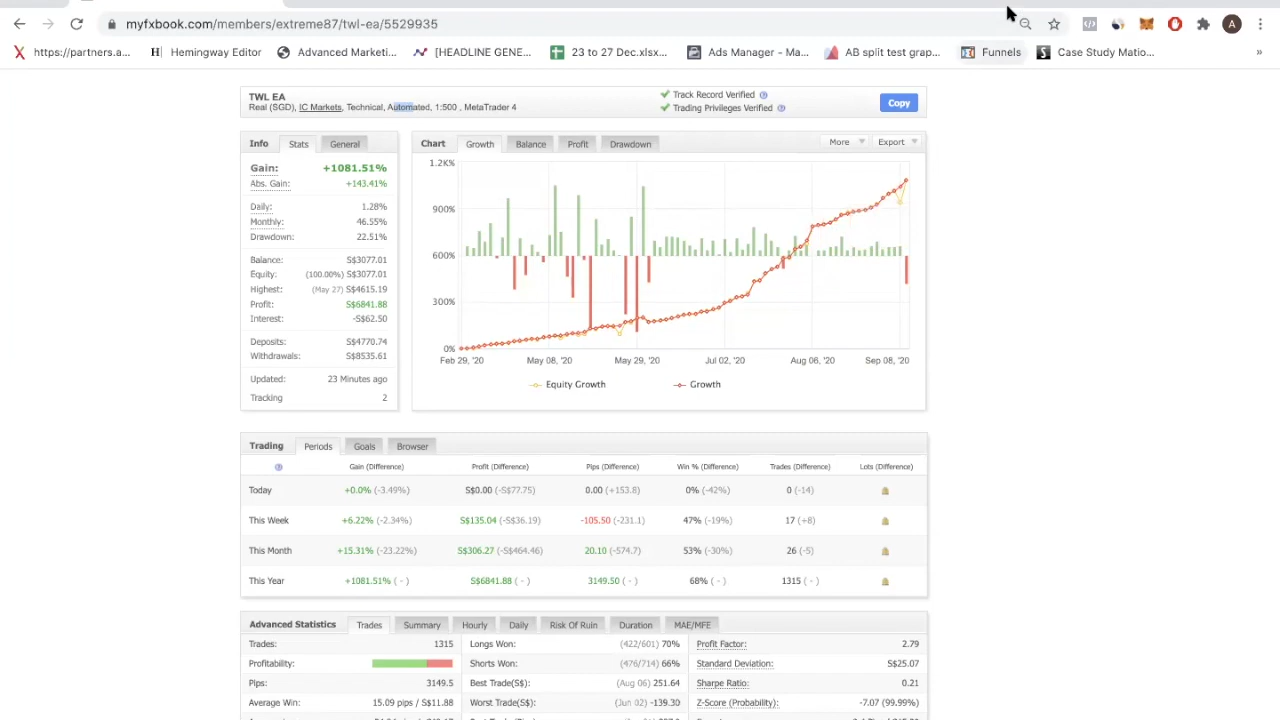 myfxbook.com/members/extreme87/twl-ea/5529935
A
https://partners.a...
Hemingway Editor
Advanced Marketi...
[HEADLINE GENE...
23 to 27 Dec.xlsx...
Ads Manager - Ma...
AB split test grap...
Funnels
Case Study Matio...
»
TWL EA
Real (SGD), IC Markets, Technical, Automated, 1:500 , MetaTrader 4
Track Record Verified
Trading Privileges Verified
Copy
Info Stats General
Gain: +1081.51%
Abs. Gain: +143.41%
Daily: 1.28%
Monthly: 46.55%
Drawdown: 22.51%
Balance: S$3077.01
Equity: (100.00%) S$3077.01
Highest: (May 27) S$4615.19
Profit: S$6841.88
Interest: -S$62.50
Deposits: S$4770.74
Withdrawals: S$8535.61
Updated: 23 Minutes ago
Tracking 2
Chart Growth Balance Profit Drawdown More Export
1.2K%
900%
600%
300%
0%
Feb 29, '20 May 08, '20 May 29, '20 Jul 02, '20 Aug 06, '20 Sep 08, '20
Equity Growth Growth
Trading Periods Goals Browser
Gain (Difference) Profit (Difference) Pips (Difference) Win % (Difference) Trades (Difference) Lots (Difference)
Today +0.0% (-3.49%) S$0.00 (-S$77.75) 0.00 (+153.8) 0% (-42%) 0 (-14)
This Week +6.22% (-2.34%) S$135.04 (-S$36.19) -105.50 (-231.1) 47% (-19%) 17 (+8)
This Month +15.31% (-23.22%) S$306.27 (-S$464.46) 20.10 (-574.7) 53% (-30%) 26 (-5)
This Year +1081.51% ( - ) S$6841.88 ( - ) 3149.50 ( - ) 68% ( - ) 1315 ( - )
Advanced Statistics Trades Summary Hourly Daily Risk Of Ruin Duration MAE/MFE
Trades: 1315 Longs Won: (422/601) 70% Profit Factor: 2.79
Profitability: Shorts Won: (476/714) 66% Standard Deviation: S$25.07
Pips: 3149.5 Best Trade(S$): (Aug 06) 251.64 Sharpe Ratio: 0.21
Average Win: 15.09 pips / S$11.88 Worst Trade(S$): (Jun 02) -139.30 Z-Score (Probability): -7.07 (99.99%)